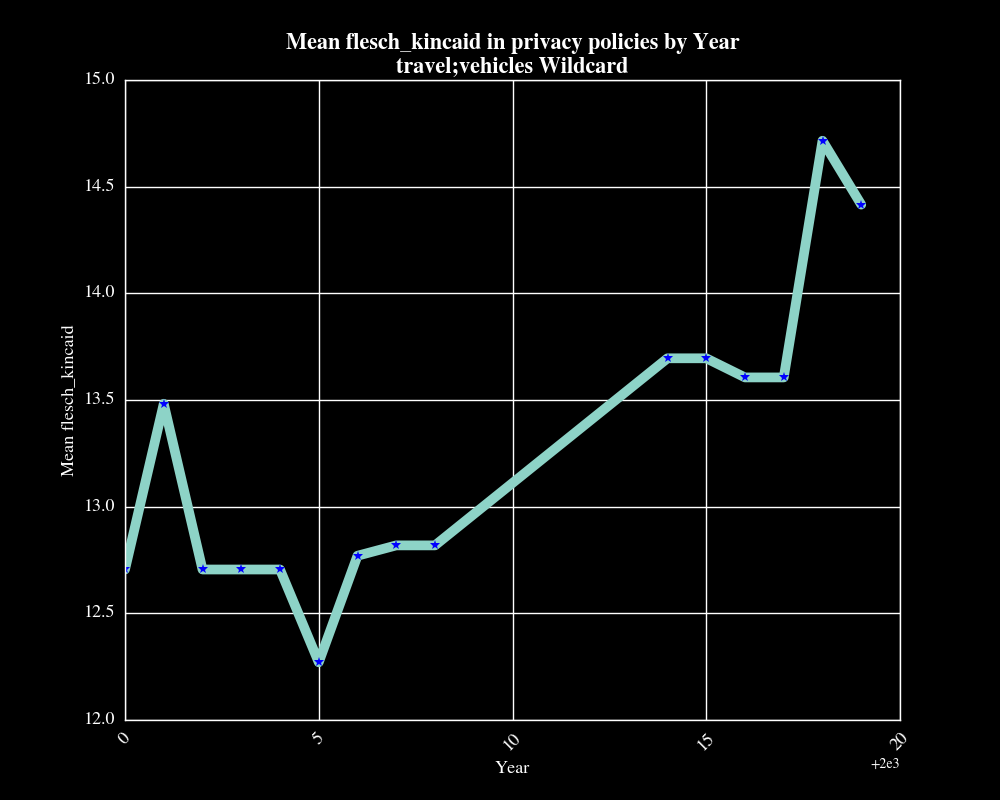 Mean flesch_kincaid in privacy policies by Year
travel;vehicles Wildcard
15.0
14.5
14.0
13.5
13.0
12.5
12.0
Mean flesch_kincaid
0
5
10
15
20
Year
+2e3